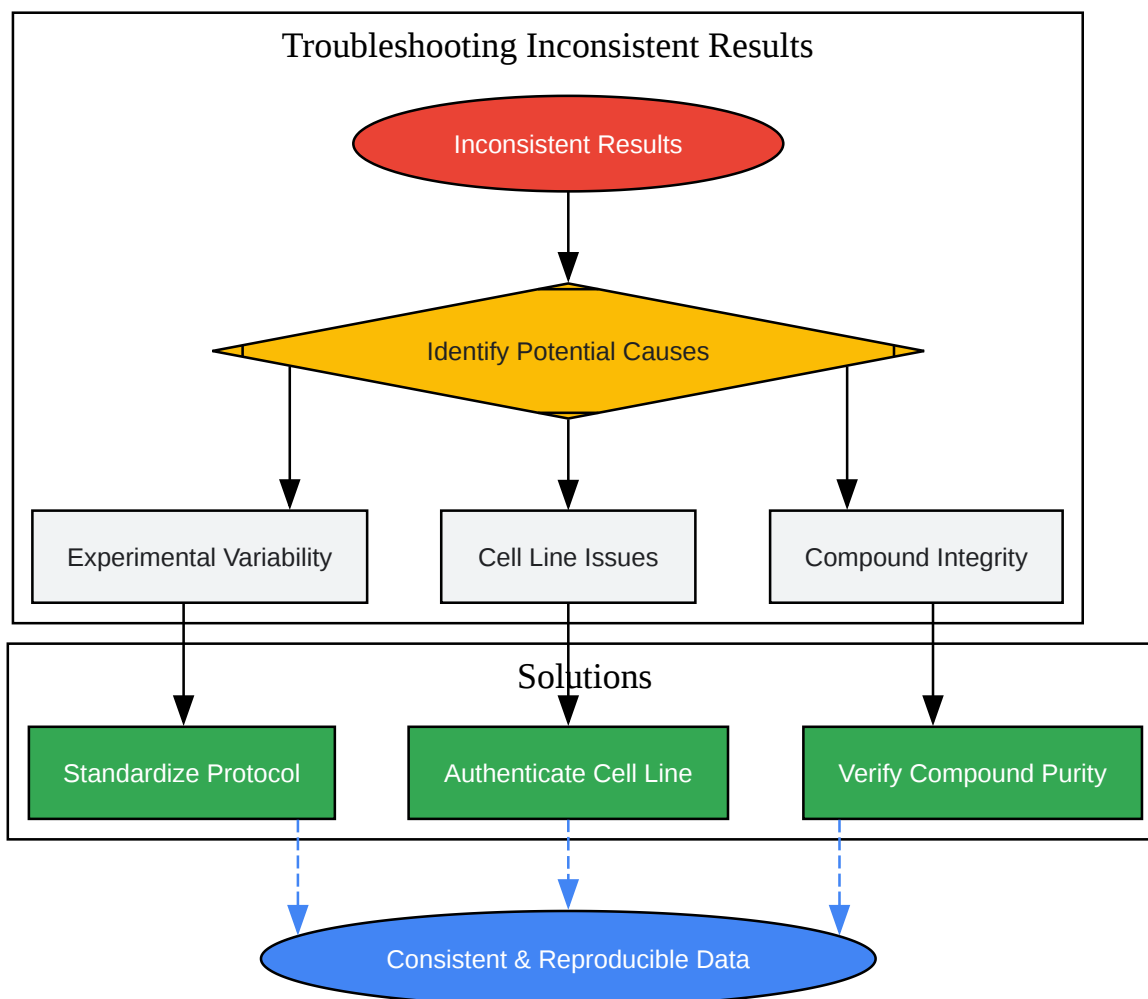 Troubleshooting Inconsistent Results
Inconsistent Results
Identify Potential Causes
Experimental Variability
Cell Line Issues
Compound Integrity
Solutions
Standardize Protocol
Authenticate Cell Line
Verify Compound Purity
Consistent & Reproducible Data